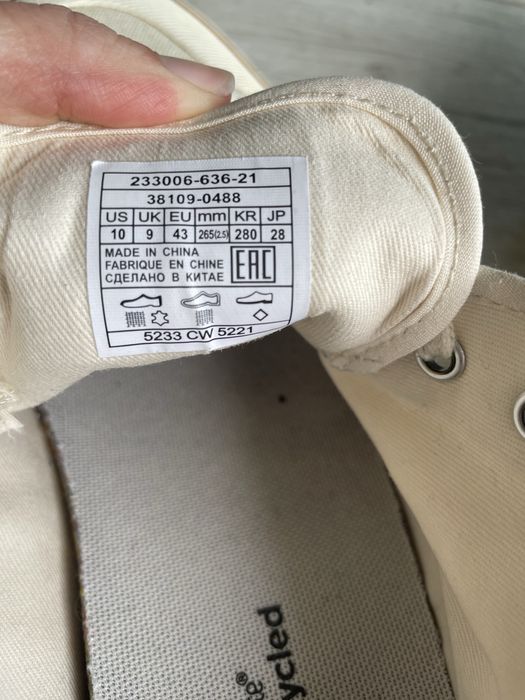 233006-636-21
38109-0488
US UK EU mm KR JP
10 9 43 265(2.5) 280 28
MADE IN CHINA
FABRIQUE EN CHINE
СДЕЛАНО В КИТАЕ
EAC
5233 CW 5221